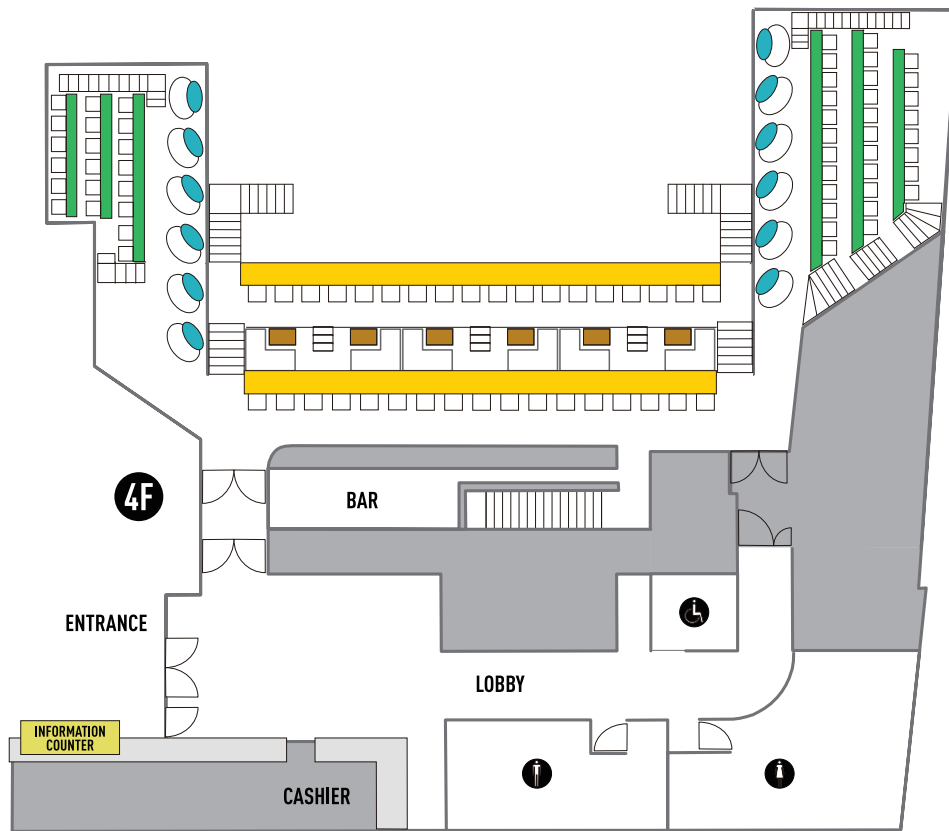 4F
BAR
ENTRANCE
LOBBY
INFORMATION
COUNTER
CASHIER